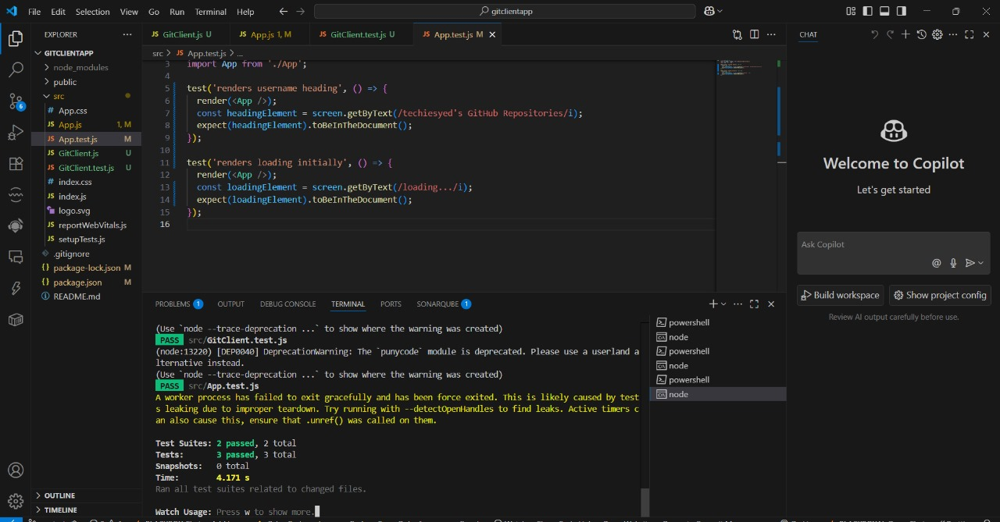 File Edit Selection View Go Run Terminal Help
gitclientapp
EXPLORER
GITCLIENTAPP
node_modules
public
src
App.css
App.js 1, M
App.test.js M
GitClient.js U
GitClient.test.js U
index.css
index.js
logo.svg
reportWebVitals.js
setupTests.js
.gitignore
package-lock.json M
package.json M
README.md
OUTLINE
TIMELINE
6
JS GitClient.js U
JS App.js 1, M
JS GitClient.test.js U
JS App.test.js M
src > JS App.test.js > ...
3 import App from './App';
4
5 test('renders username heading', () => {
6 render(<App />);
7 const headingElement = screen.getByText(/techiesyed's GitHub Repositories/i);
8 expect(headingElement).toBeInTheDocument();
9 });
10
11 test('renders loading initially', () => {
12 render(<App />);
13 const loadingElement = screen.getByText(/loading.../i);
14 expect(loadingElement).toBeInTheDocument();
15 });
16
PROBLEMS 1 OUTPUT DEBUG CONSOLE TERMINAL PORTS SONARQUBE 1
(Use `node --trace-deprecation ...` to show where the warning was created)
PASS src/GitClient.test.js
(node:13220) [DEP0040] DeprecationWarning: The `punycode` module is deprecated. Please use a userland a
lternative instead.
(Use `node --trace-deprecation ...` to show where the warning was created)
PASS src/App.test.js
A worker process has failed to exit gracefully and has been force exited. This is likely caused by test
s leaking due to improper teardown. Try running with --detectOpenHandles to find leaks. Active timers c
an also cause this, ensure that .unref() was called on them.
Test Suites: 2 passed, 2 total
Tests: 3 passed, 3 total
Snapshots: 0 total
Time: 4.171 s
Ran all test suites related to changed files.
Watch Usage: Press w to show more.
powershell
node
powershell
node
powershell
node
CHAT
Welcome to Copilot
Let's get started
Ask Copilot
Build workspace
Show project config
Review AI output carefully before use.